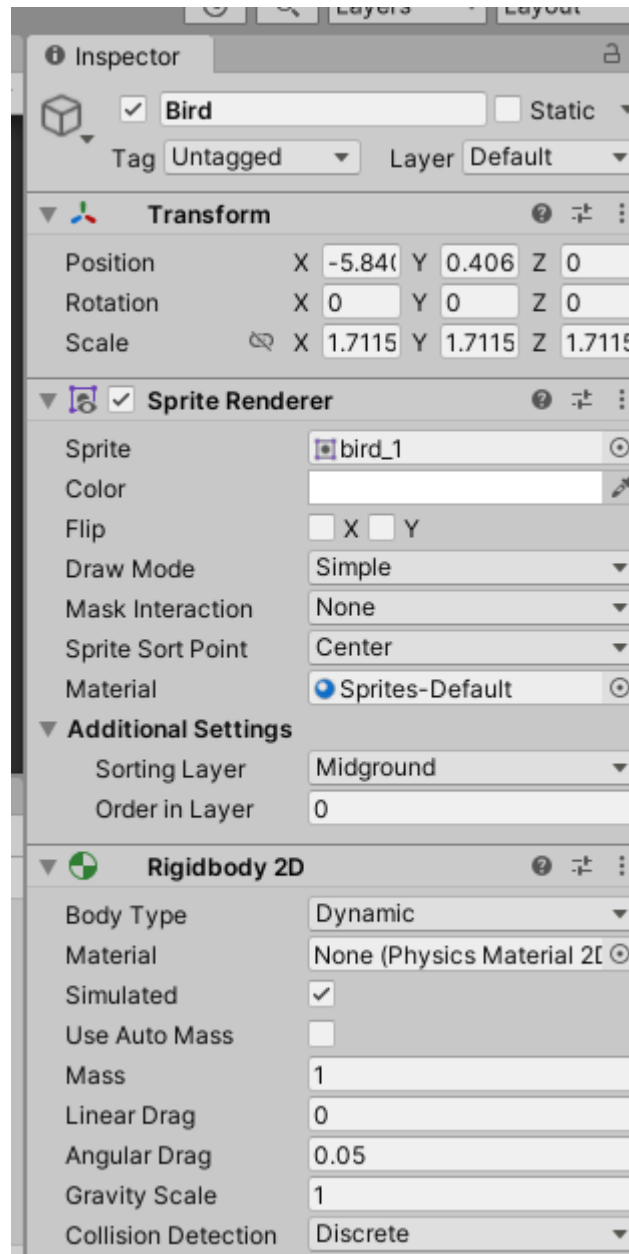 Layers Layout
Inspector
Bird Static
Tag Untagged Layer Default
Transform
Position X -5.840 Y 0.406 Z 0
Rotation X 0 Y 0 Z 0
Scale X 1.7115 Y 1.7115 Z 1.7115
Sprite Renderer
Sprite bird_1
Color
Flip X Y
Draw Mode Simple
Mask Interaction None
Sprite Sort Point Center
Material Sprites-Default
Additional Settings
Sorting Layer Midground
Order in Layer 0
Rigidbody 2D
Body Type Dynamic
Material None (Physics Material 2D
Simulated
Use Auto Mass
Mass 1
Linear Drag 0
Angular Drag 0.05
Gravity Scale 1
Collision Detection Discrete